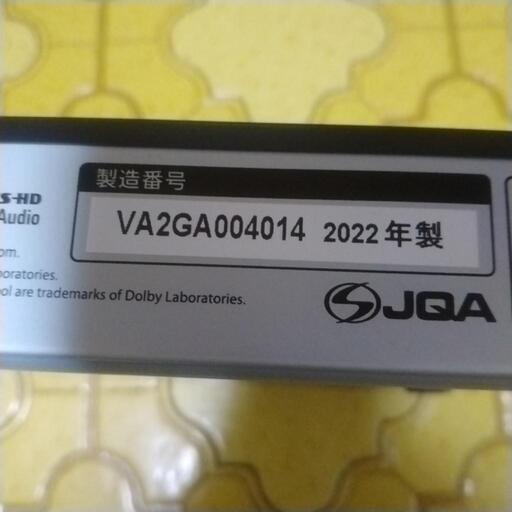 製造番号
VA2GA004014 2022年製
S-HD
Audio
om.
oratories.
ol are trademarks of Dolby Laboratories.
JQA